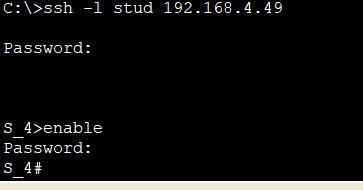 C:\>ssh -l stud 192.168.4.49
Password:
S_4>enable
Password:
S_4#